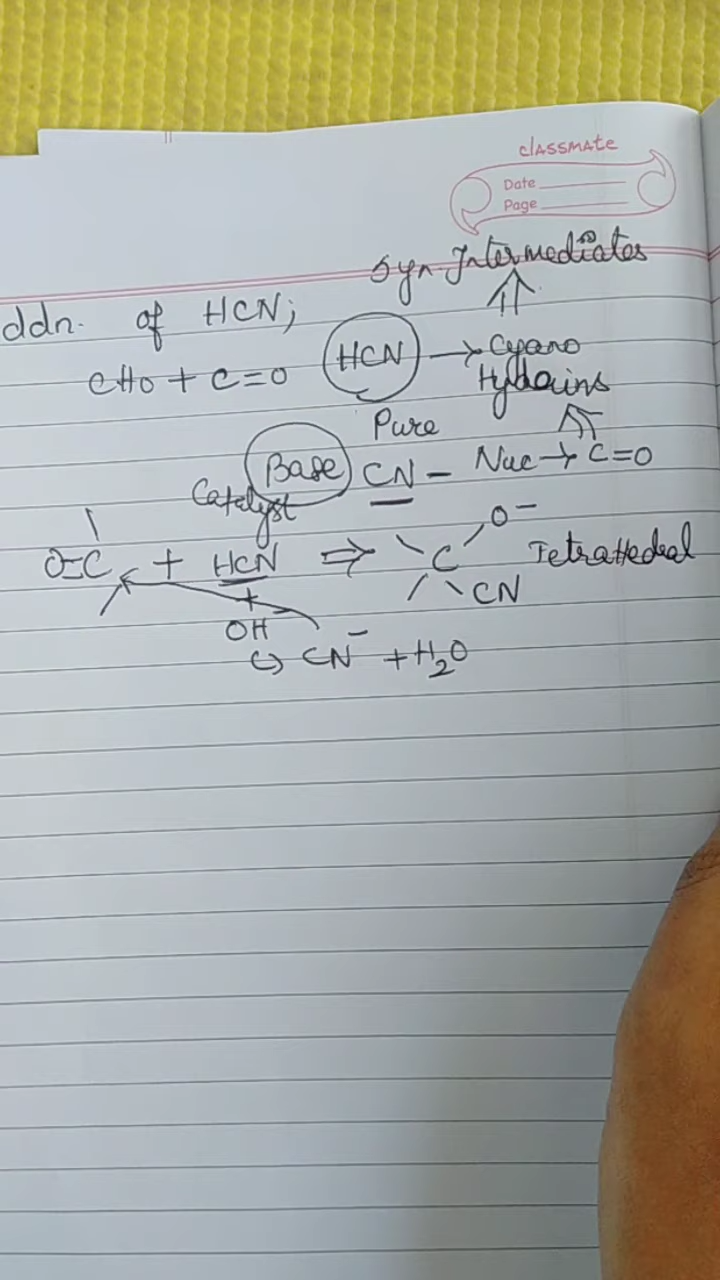 classmate
Date
Page
Syn. Intermediates
ddn. of HCN;
CHO + C=O HCN → Cyano
Hydrains
Pure
Base CN - Nuc → C=O
Catalyst
O=C + HCN ⇒ C O⁻ TetraHedral
CN
+
OH
↪ CN⁻ + H₂O